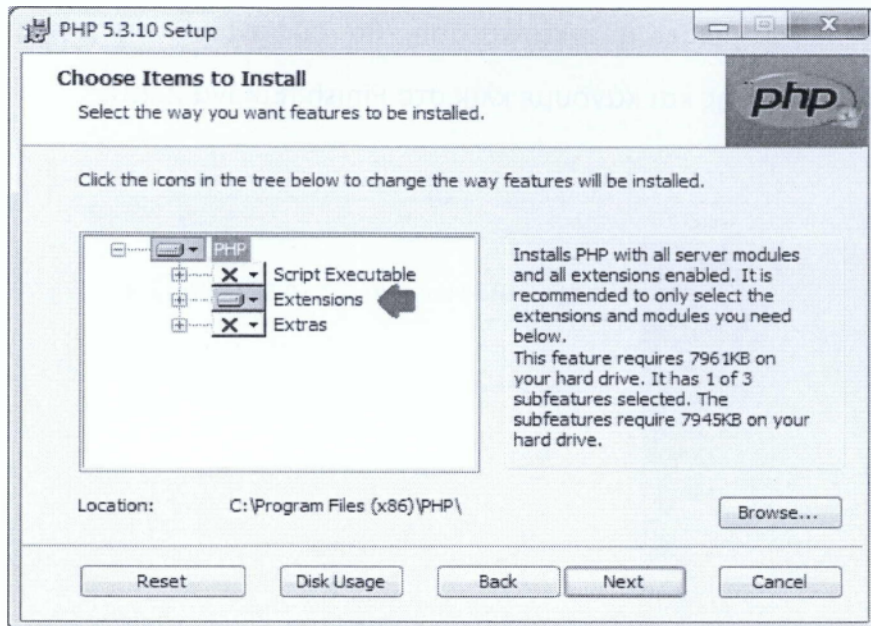 PHP 5.3.10 Setup
Choose Items to Install
Select the way you want features to be installed.
php
Click the icons in the tree below to change the way features will be installed.
PHP
Script Executable
Extensions
Extras
Installs PHP with all server modules
and all extensions enabled. It is
recommended to only select the
extensions and modules you need
below.
This feature requires 7961KB on
your hard drive. It has 1 of 3
subfeatures selected. The
subfeatures require 7945KB on your
hard drive.
Location: C:\Program Files (x86)\PHP\
Browse...
Reset Disk Usage Back Next Cancel